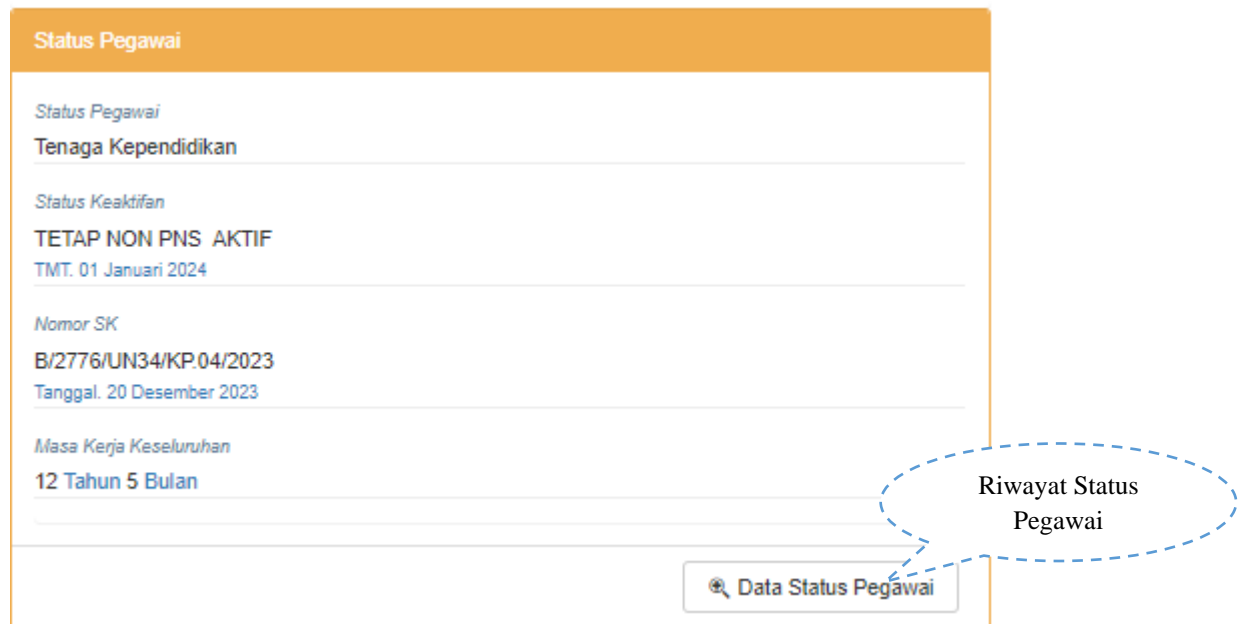 Status Pegawai
Status Pegawai
Tenaga Kependidikan
Status Keaktifan
TETAP NON PNS AKTIF
TMT. 01 Januari 2024
Nomor SK
B/2776/UN34/KP.04/2023
Tanggal. 20 Desember 2023
Masa Kerja Keseluruhan
12 Tahun 5 Bulan
Riwayat Status
Pegawai
Data Status Pegawai